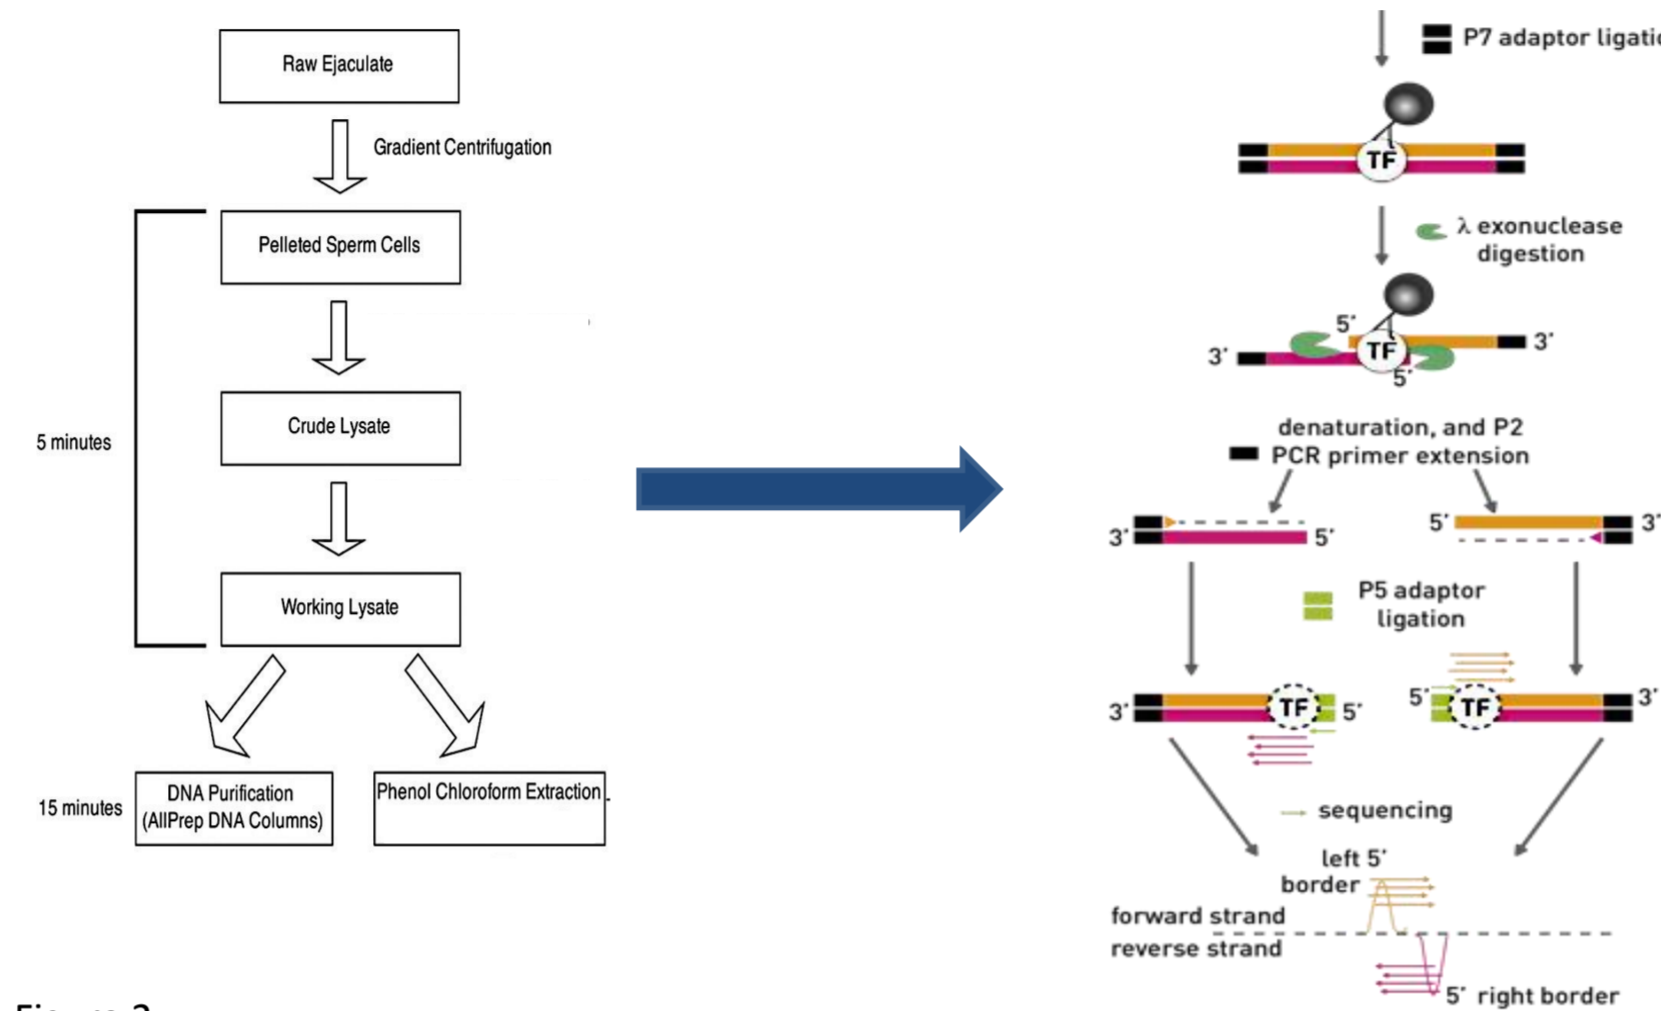 Raw Ejaculate
Gradient Centrifugation
Pelleted Sperm Cells
Crude Lysate
5 minutes
Working Lysate
15 minutes
DNA Purification
(AllPrep DNA Columns)
Phenol Chloroform Extraction
P7 adaptor
TF
λ exonuclease
digestion
5'
TF
3'
3'
5'
denaturation, and P2
PCR primer extension
3'
5'
5'
3'
P5 adaptor
ligation
3'
TF
5'
5'
TF
3'
sequencing
left 5'
border
forward strand
reverse strand
5' right border